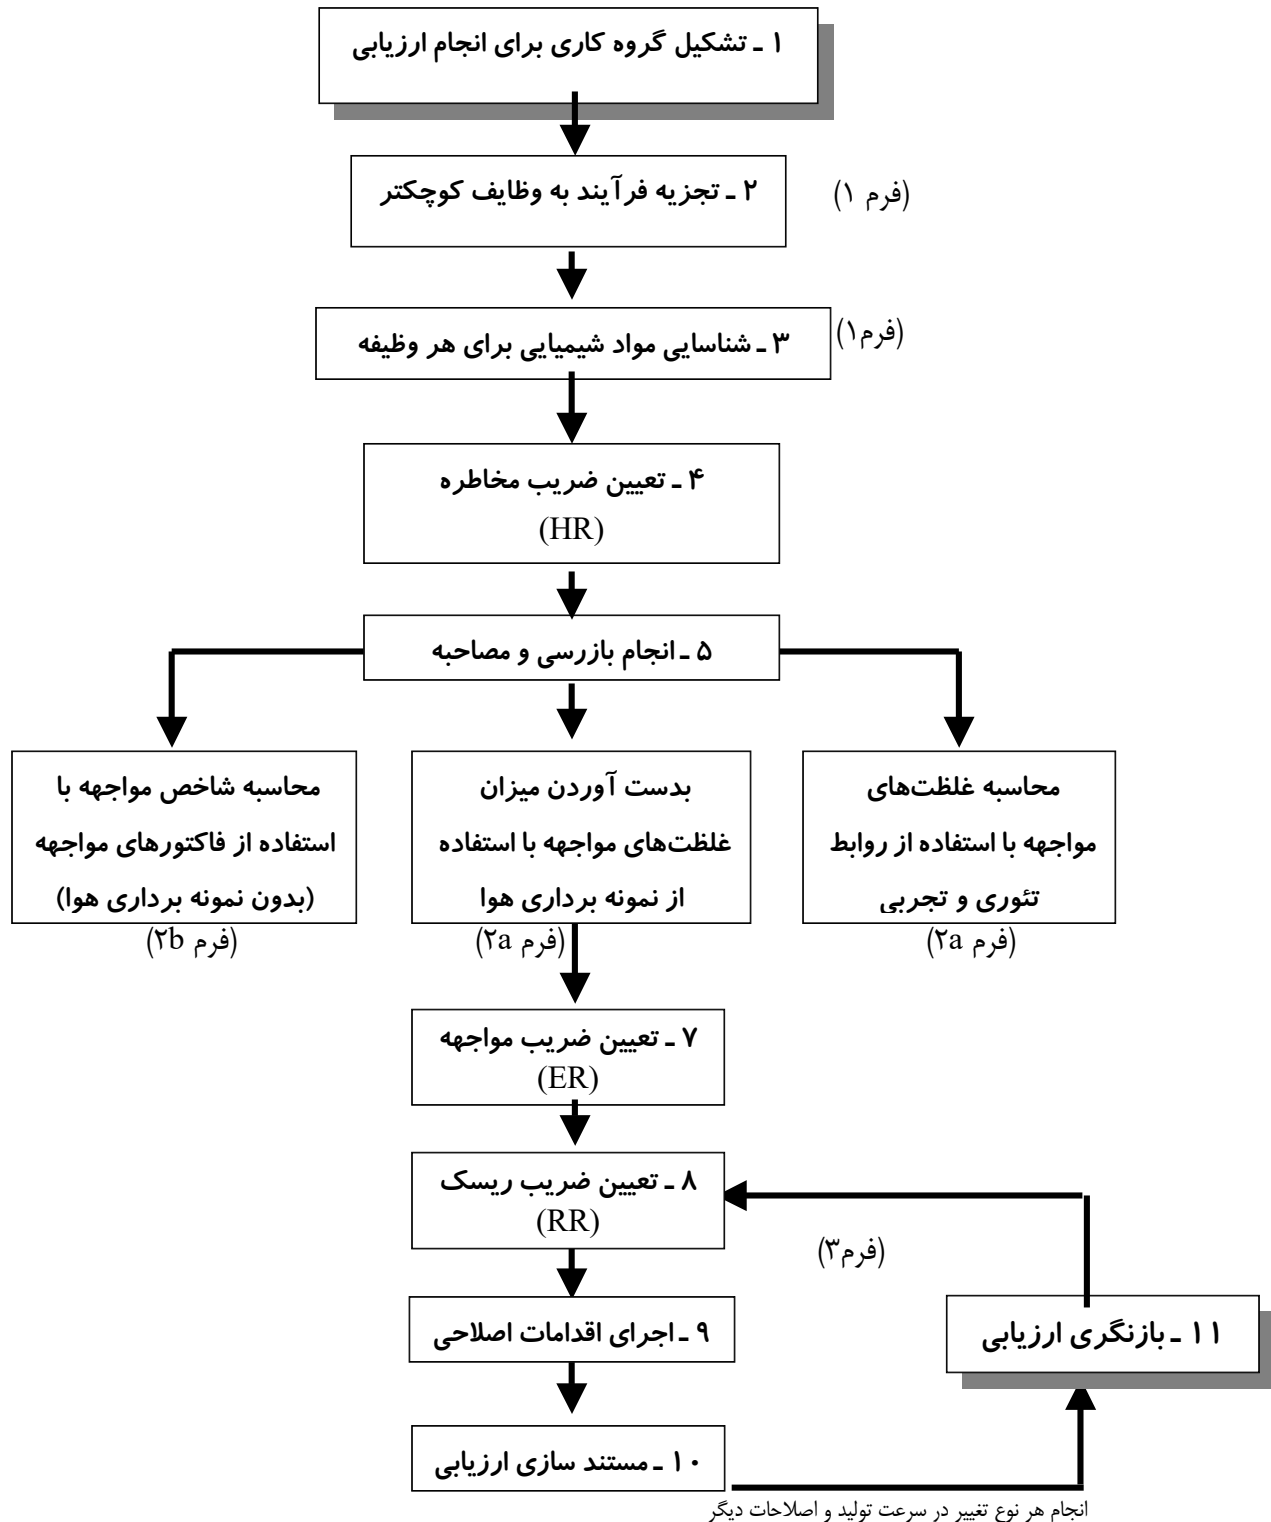 ۱ ـ تشکیل گروه کاری برای انجام ارزیابی
۲ ـ تجزیه فرآیند به وظایف کوچکتر
(فرم ۱)
۳ ـ شناسایی مواد شیمیایی برای هر وظیفه
(فرم۱)
۴ ـ تعیین ضریب مخاطره
(HR)
۵ ـ انجام بازرسی و مصاحبه
محاسبه غلظت‌های
مواجهه با استفاده از روابط
تئوری و تجربی
(فرم ۲a)
بدست آوردن میزان
غلظت‌های مواجهه با استفاده
از نمونه برداری هوا
(فرم ۲a)
محاسبه شاخص مواجهه با
استفاده از فاکتورهای مواجهه
(بدون نمونه برداری هوا)
(فرم ۲b)
۷ ـ تعیین ضریب مواجهه
(ER)
۸ ـ تعیین ضریب ریسک
(RR)
(فرم۳)
۹ ـ اجرای اقدامات اصلاحی
۱۱ ـ بازنگری ارزیابی
۱۰ ـ مستند سازی ارزیابی
انجام هر نوع تغییر در سرعت تولید و اصلاحات دیگر